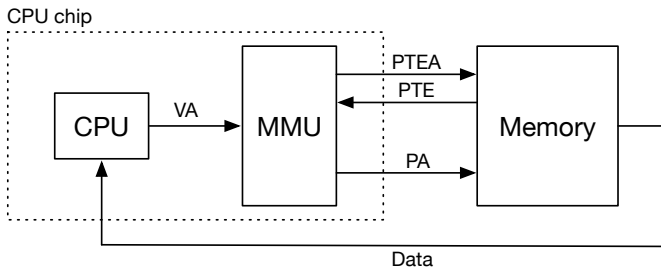 CPU chip
PTEA
PTE
VA
CPU
MMU
Memory
PA
Data